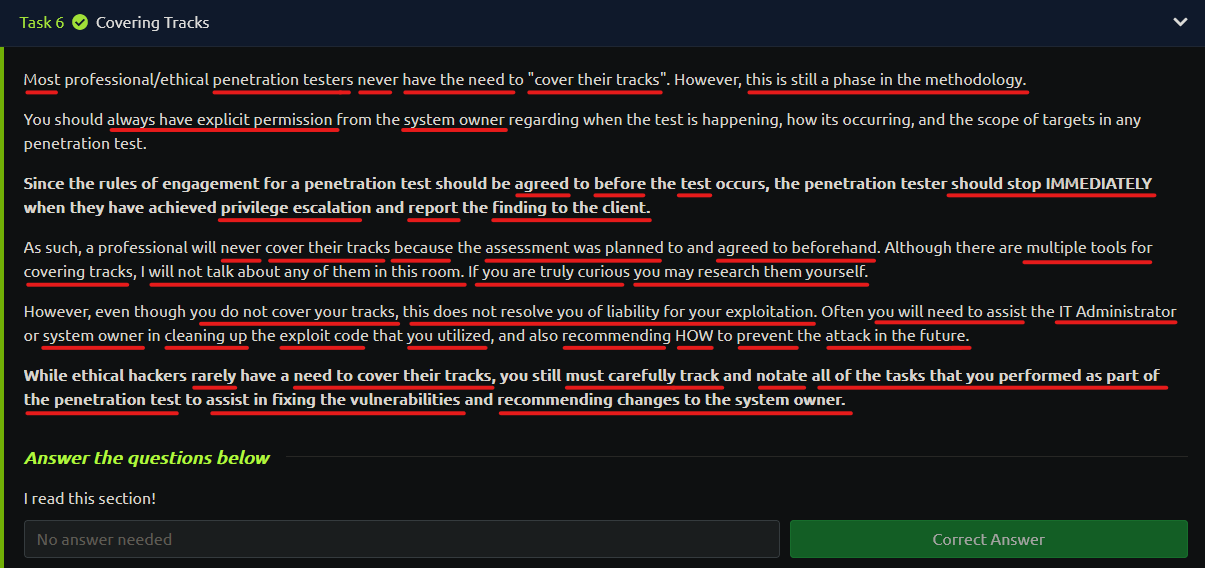 Task 6 Covering Tracks
Most professional/ethical penetration testers never have the need to "cover their tracks". However, this is still a phase in the methodology.
You should always have explicit permission from the system owner regarding when the test is happening, how its occurring, and the scope of targets in any
penetration test.
Since the rules of engagement for a penetration test should be agreed to before the test occurs, the penetration tester should stop IMMEDIATELY
when they have achieved privilege escalation and report the finding to the client.
As such, a professional will never cover their tracks because the assessment was planned to and agreed to beforehand. Although there are multiple tools for
covering tracks, I will not talk about any of them in this room. If you are truly curious you may research them yourself.
However, even though you do not cover your tracks, this does not resolve you of liability for your exploitation. Often you will need to assist the IT Administrator
or system owner in cleaning up the exploit code that you utilized, and also recommending HOW to prevent the attack in the future.
While ethical hackers rarely have a need to cover their tracks, you still must carefully track and notate all of the tasks that you performed as part of
the penetration test to assist in fixing the vulnerabilities and recommending changes to the system owner.
Answer the questions below
I read this section!
No answer needed
Correct Answer